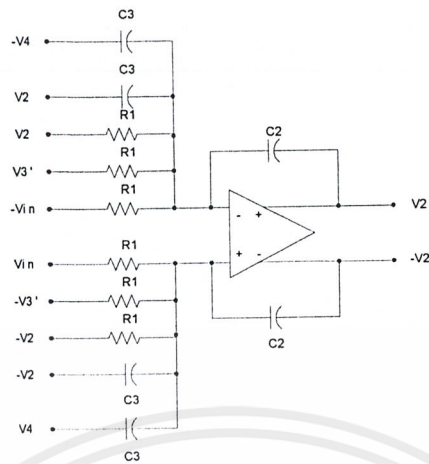 C3
-V4
C3
V2
R1
V2
R1
V3'
R1
-Vin
C2
- +
V2
+ -
-V2
C2
Vin
R1
-V3'
R1
-V2
R1
-V2
C3
V4
C3